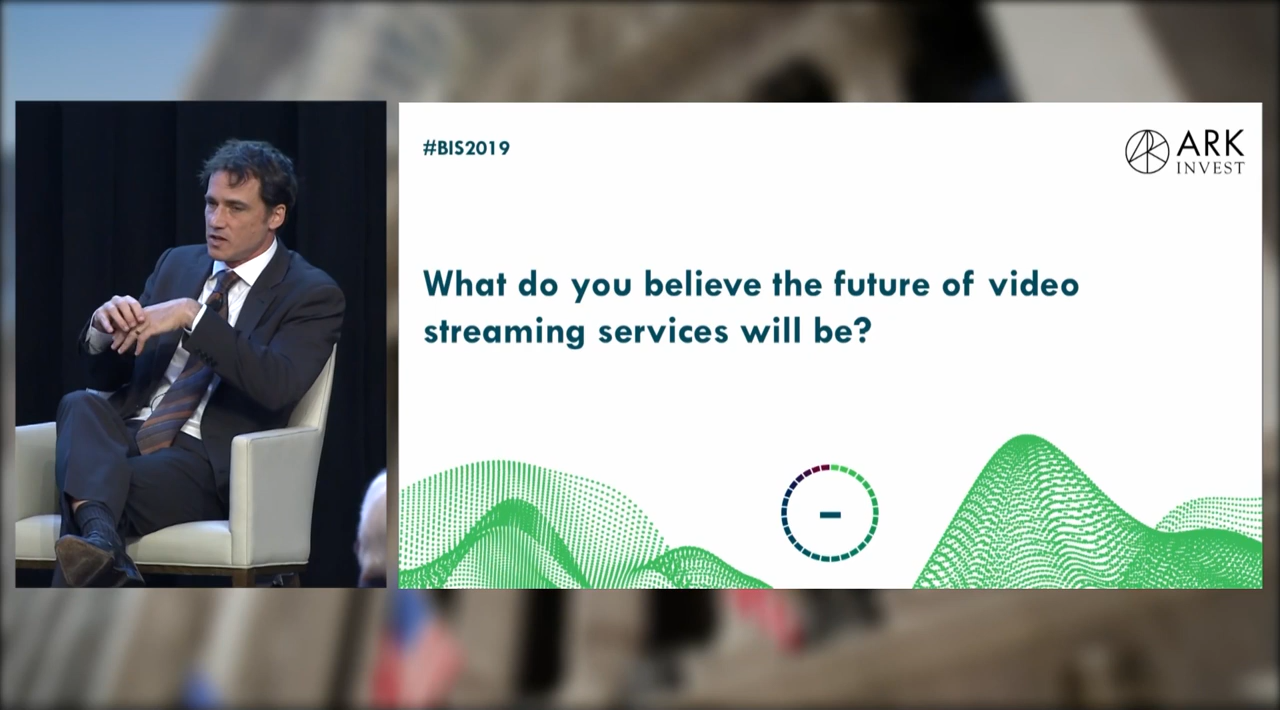 #BIS2019
ARK
INVEST
What do you believe the future of video
streaming services will be?